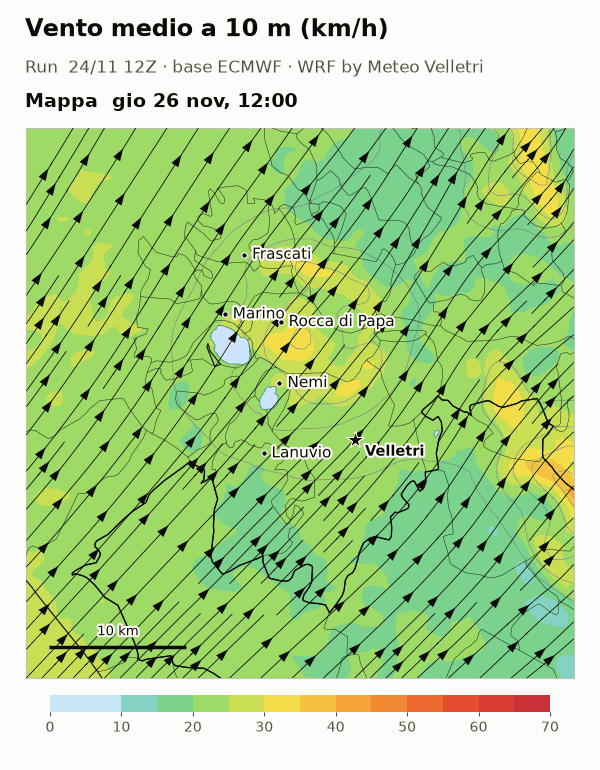 Vento medio a 10 m (km/h)
Run  24/11 12Z · base ECMWF · WRF by Meteo Velletri
Mappa  gio 26 nov, 12:00
Frascati
Marino
Rocca di Papa
Nemi
Velletri
Lanuvio
10 km
0 10 20 30 40 50 60 70